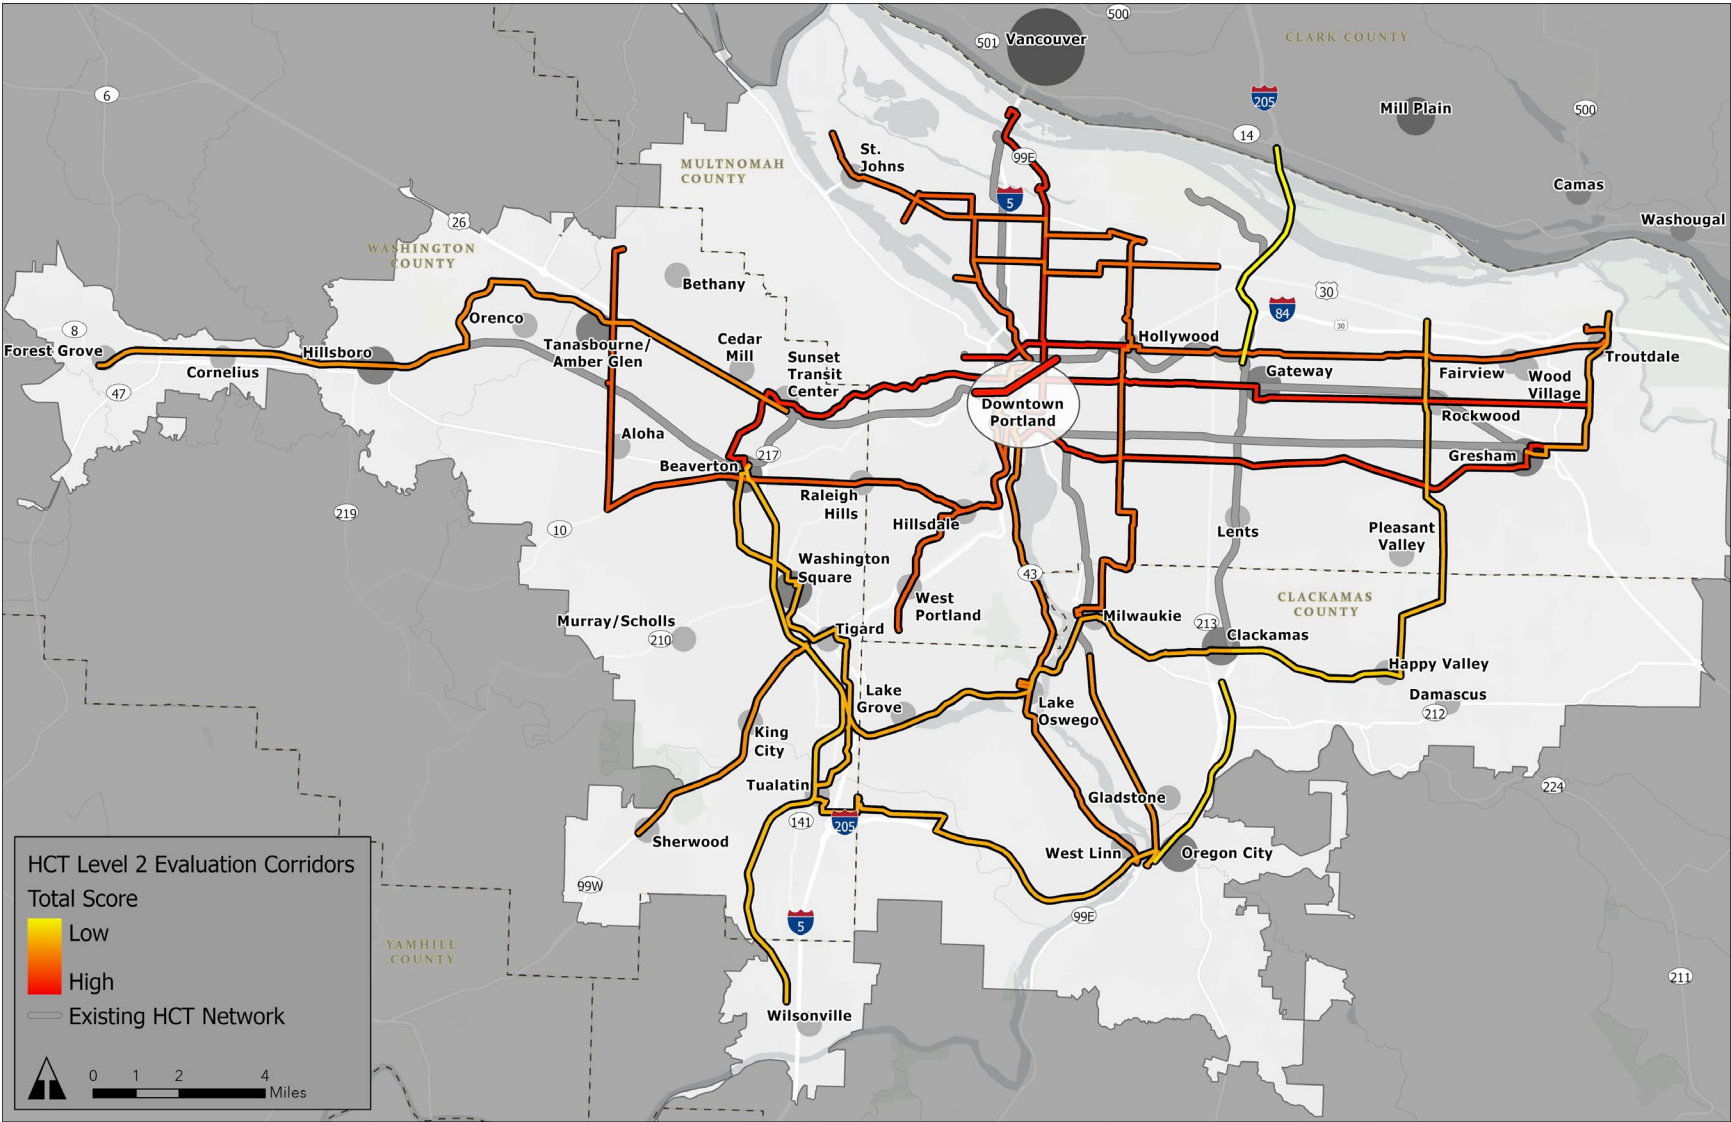 500
501
Vancouver
CLARK COUNTY
6
205
Mill Plain
500
14
MULTNOMAH
COUNTY
St.
Johns
99E
5
Camas
26
Washougal
WASHINGTON
COUNTY
Bethany
30
84
30
8
Orenco
Forest Grove
Cornelius
Hillsboro
Tanasbourne/
Amber Glen
Cedar
Mill
Sunset
Transit
Center
Hollywood
Troutdale
Gateway
Fairview
Wood
Village
47
Downtown
Portland
Rockwood
Aloha
217
Beaverton
Gresham
Raleigh
Hills
219
10
Hillsdale
Lents
Pleasant
Valley
Washington
Square
43
West
Portland
CLACKAMAS
COUNTY
Murray/Scholls
210
Tigard
Milwaukie
213
Clackamas
Happy Valley
Damascus
212
Lake
Grove
Lake
Oswego
King
City
Tualatin
Gladstone
224
141
205
Sherwood
West Linn
Oregon City
99W
99E
5
YAMHILL
COUNTY
211
Wilsonville
HCT Level 2 Evaluation Corridors
Total Score
Low
High
Existing HCT Network
0 1 2 4
Miles